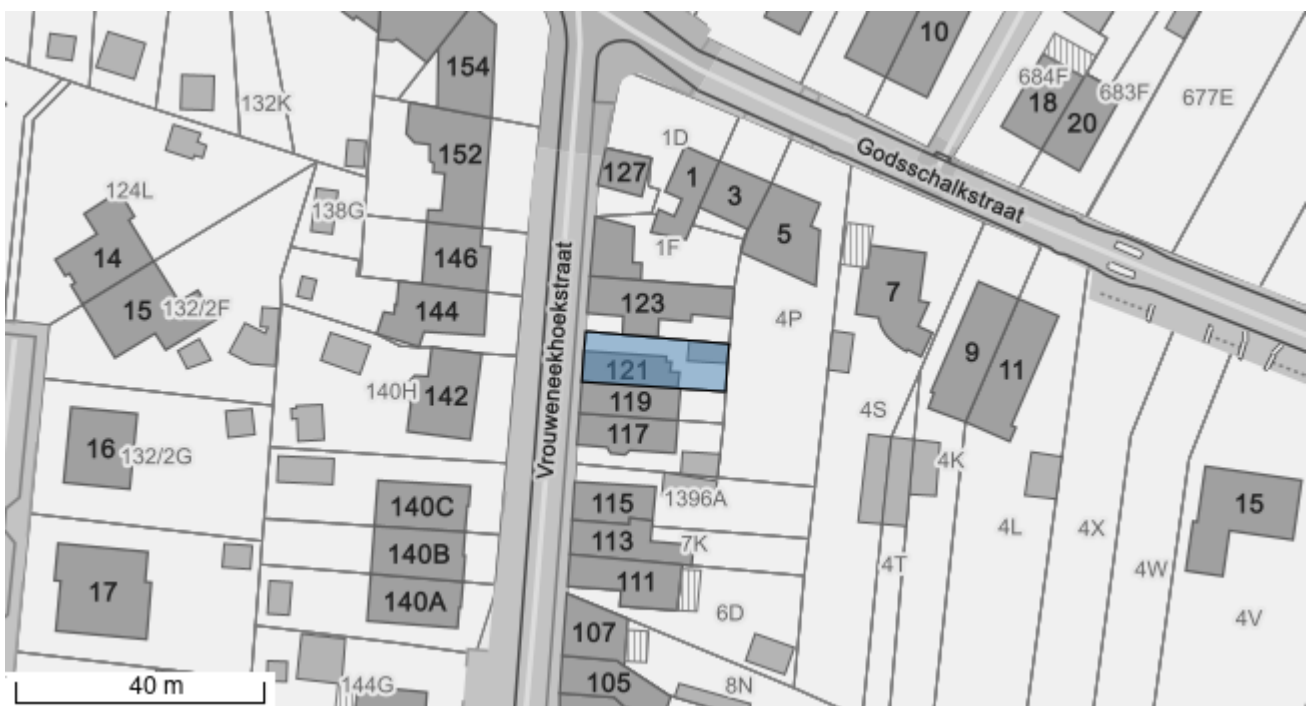 154
10
684F
18
20
683F
677E
132K
152
1D
127
1
3
5
Godsschalkstraat
124L
138G
1F
14
146
15
132/2F
144
123
7
4P
9
11
Vrouweneekhoekstraat
121
140H
142
119
117
4S
16
132/2G
4K
140C
115
1396A
15
4L
4X
113
7K
140B
4T
4W
17
140A
111
6D
4V
107
40 m
144G
105
8N